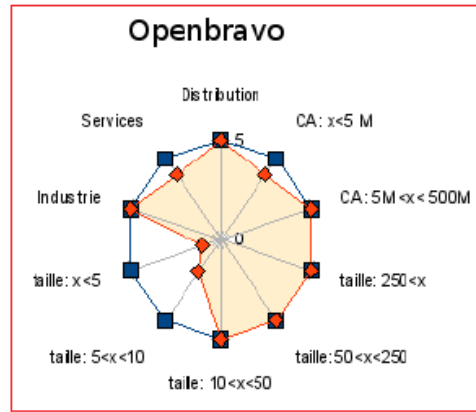 Openbravo
Distribution
Services
CA: x<5 M
5
Industrie
CA: 5M<x<500M
0
taille: x<5
taille: 250<x
taille: 5<x<10
taille: 50<x<250
taille: 10<x<50